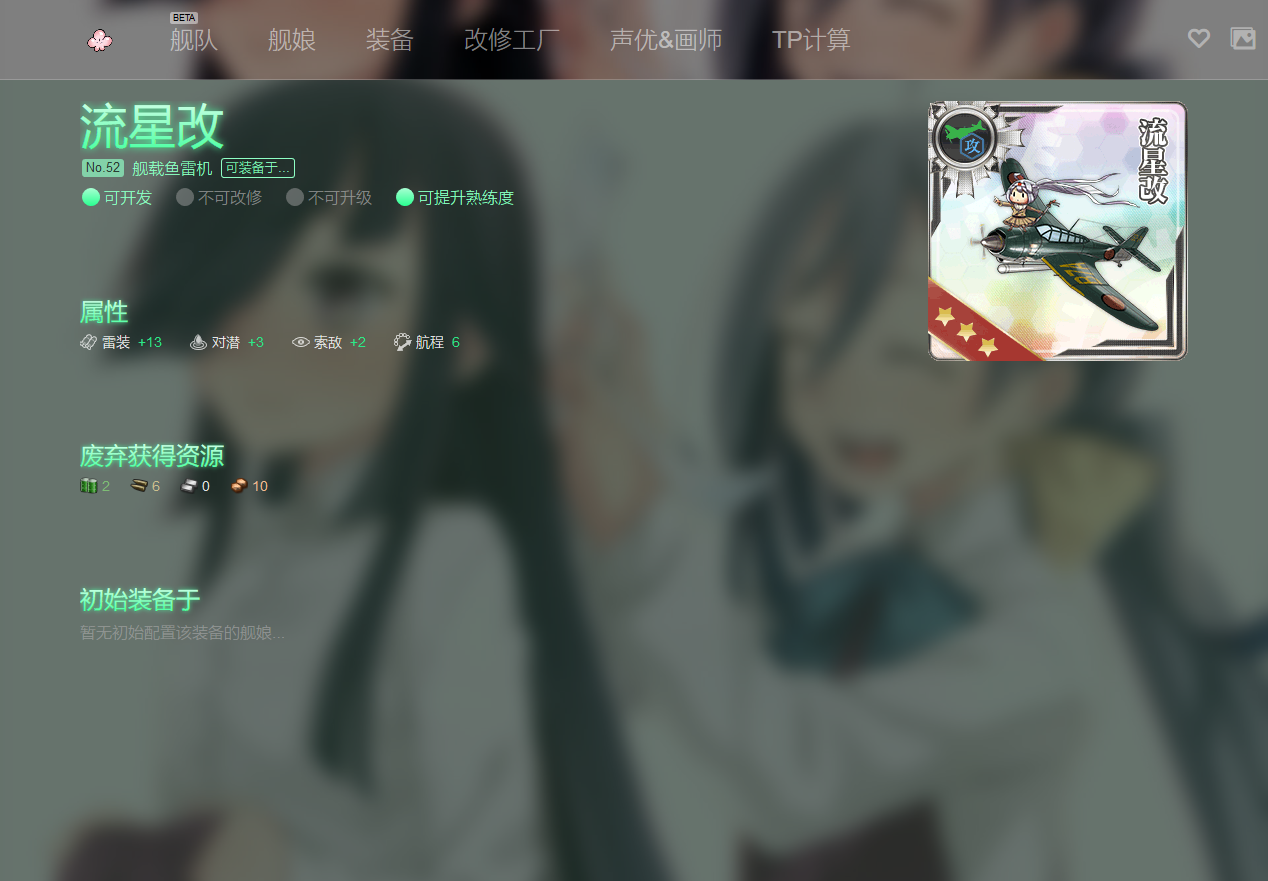 BETA
舰队 舰娘 装备 改修工厂 声优&画师 TP计算
流星改
No.52 舰载鱼雷机 可装备于...
可开发 不可改修 不可升级 可提升熟练度
攻
流星改
属性
雷装 +13 对潜 +3 索敌 +2 航程 6
废弃获得资源
2 6 0 10
初始装备于
暂无初始配置该装备的舰娘...